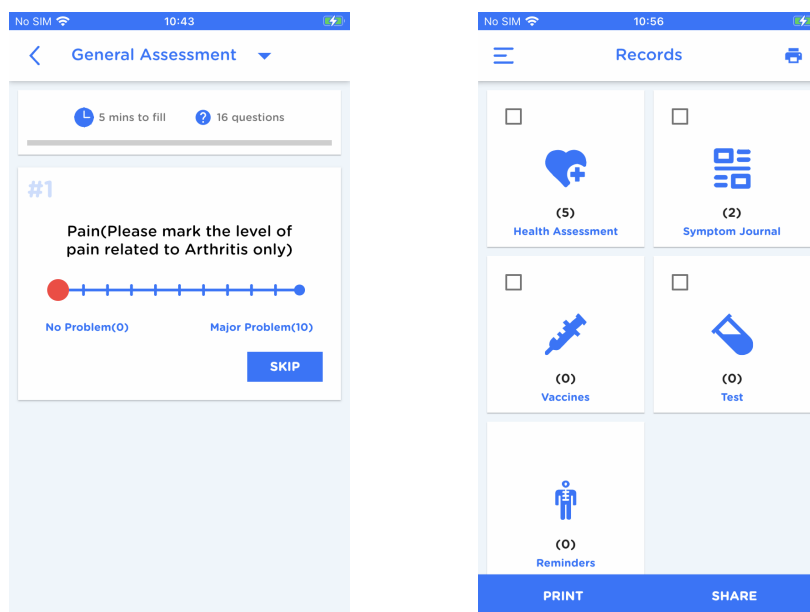 No SIM 10:43
General Assessment
5 mins to fill 16 questions
#1
Pain(Please mark the level of
pain related to Arthritis only)
No Problem(0) Major Problem(10)
SKIP
No SIM 10:56
Records
(5) (2)
Health Assessment Symptom Journal
(0) (0)
Vaccines Test
(0)
Reminders
PRINT SHARE